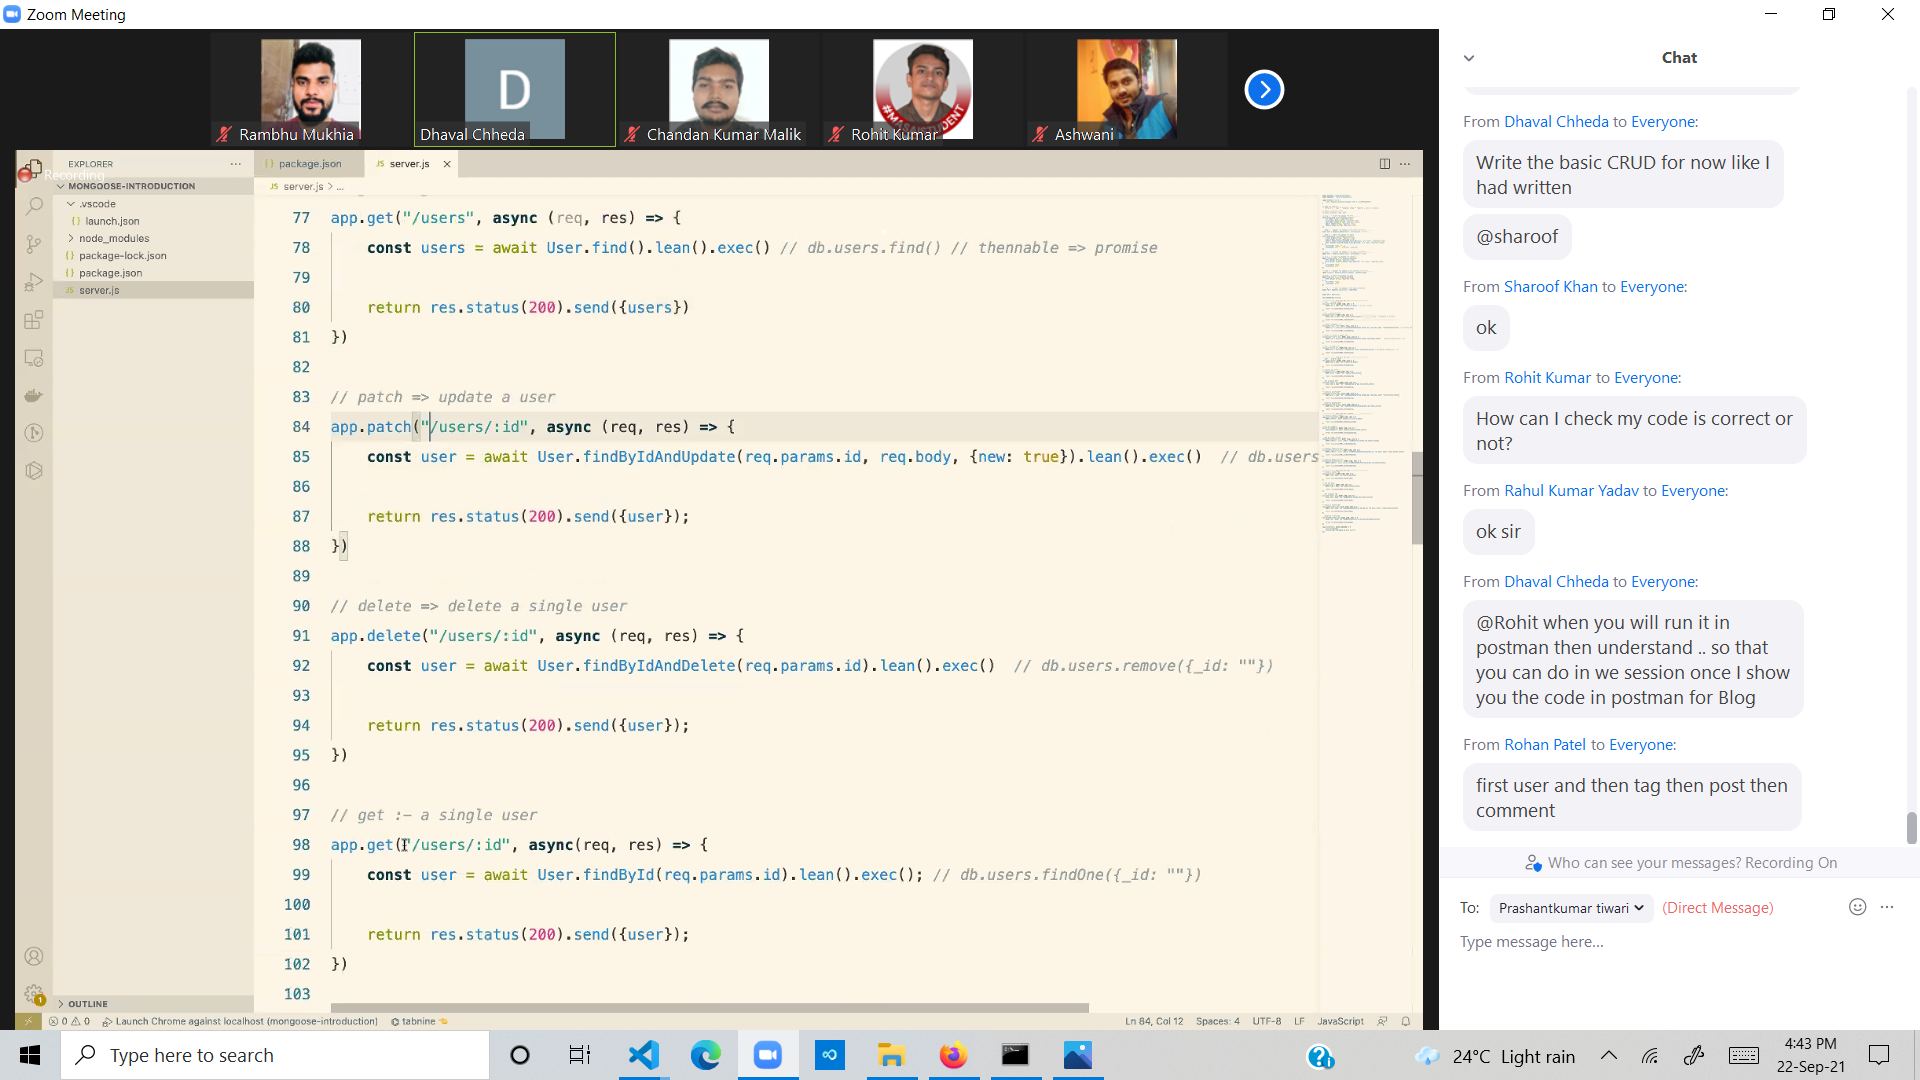 Zoom Meeting
Rambhu Mukhia
D
Dhaval Chheda
Chandan Kumar Malik
#MASAISTUDENT
Rohit Kumar
Ashwani
Recording
EXPLORER
MONGOOSE-INTRODUCTION
.vscode
launch.json
node_modules
package-lock.json
package.json
server.js
OUTLINE
package.json
JS server.js
JS server.js > ...
77 app.get("/users", async (req, res) => {
78 const users = await User.find().lean().exec() // db.users.find() // thennable => promise
79
80 return res.status(200).send({users})
81 })
82
83 // patch => update a user
84 app.patch("/users/:id", async (req, res) => {
85 const user = await User.findByIdAndUpdate(req.params.id, req.body, {new: true}).lean().exec() // db.users
86
87 return res.status(200).send({user});
88 })
89
90 // delete => delete a single user
91 app.delete("/users/:id", async (req, res) => {
92 const user = await User.findByIdAndDelete(req.params.id).lean().exec() // db.users.remove({_id: ""})
93
94 return res.status(200).send({user});
95 })
96
97 // get :- a single user
98 app.get("/users/:id", async(req, res) => {
99 const user = await User.findById(req.params.id).lean().exec(); // db.users.findOne({_id: ""})
100
101 return res.status(200).send({user});
102 })
103
0 0 Launch Chrome against localhost (mongoose-introduction) tabnine
Ln 84, Col 12 Spaces: 4 UTF-8 LF JavaScript
Chat
From Dhaval Chheda to Everyone:
Write the basic CRUD for now like I
had written
@sharoof
From Sharoof Khan to Everyone:
ok
From Rohit Kumar to Everyone:
How can I check my code is correct or
not?
From Rahul Kumar Yadav to Everyone:
ok sir
From Dhaval Chheda to Everyone:
@Rohit when you will run it in
postman then understand .. so that
you can do in we session once I show
you the code in postman for Blog
From Rohan Patel to Everyone:
first user and then tag then post then
comment
Who can see your messages? Recording On
To: Prashantkumar tiwari (Direct Message)
Type message here...
Type here to search
24°C Light rain
4:43 PM
22-Sep-21